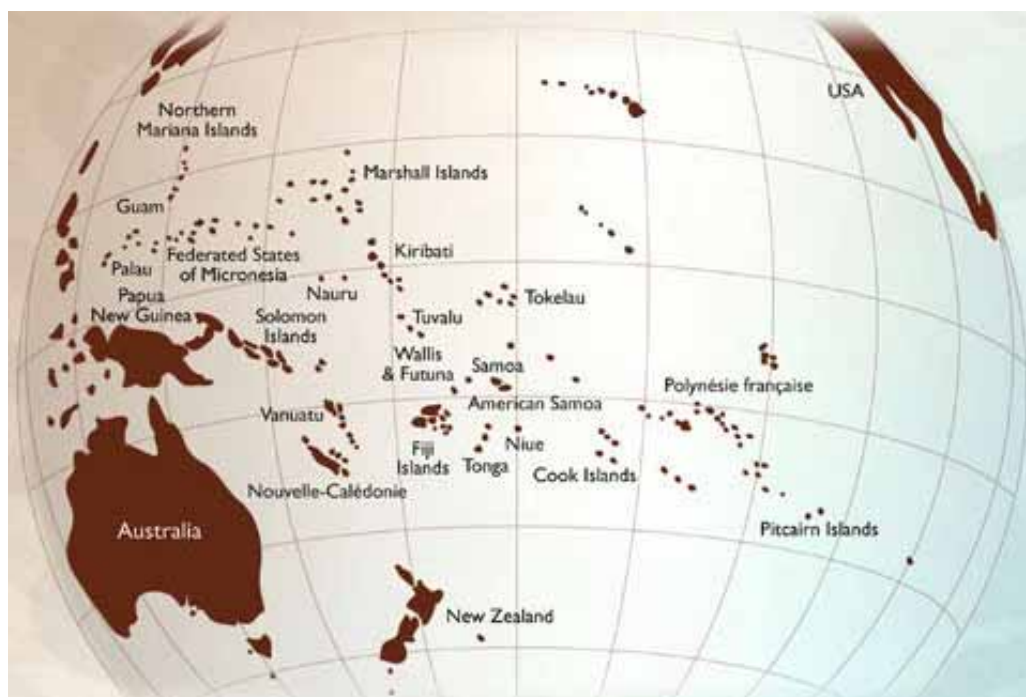 USA
Northern
Mariana Islands
Marshall Islands
Guam
Kiribati
Federated States
of Micronesia
Palau
Nauru
Tokelau
Papua
New Guinea
Solomon
Islands
Tuvalu
Wallis
& Futuna
Samoa
Polynésie française
American Samoa
Vanuatu
Fiji
Islands
Niue
Tonga
Cook Islands
Nouvelle-Calédonie
Australia
Pitcairn Islands
New Zealand